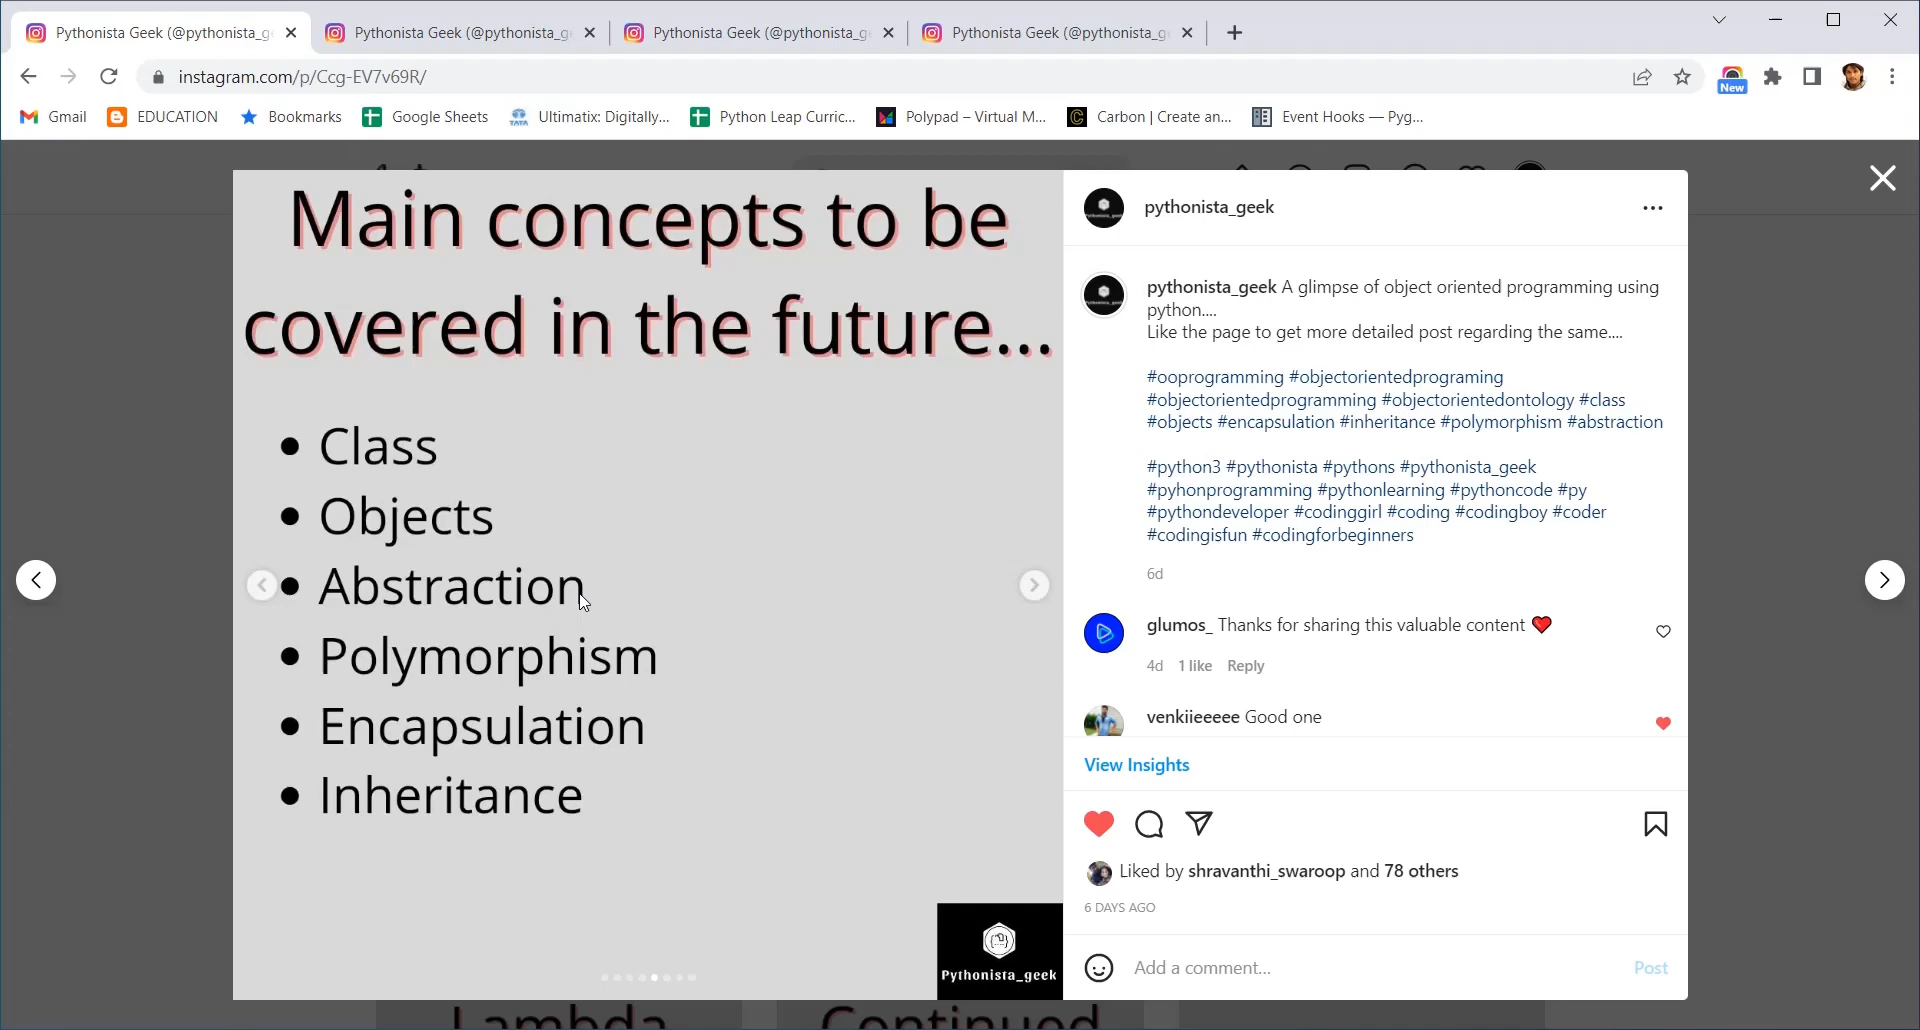 Pythonista Geek (@pythonista_g
Pythonista Geek (@pythonista_g
Pythonista Geek (@pythonista_g
Pythonista Geek (@pythonista_g
instagram.com/p/Ccg-EV7v69R/
New
Gmail
EDUCATION
Bookmarks
Google Sheets
Ultimatix: Digitally...
Python Leap Curric...
Polypad – Virtual M...
Carbon | Create an...
Event Hooks — Pyg...
Main concepts to be
covered in the future...
• Class
• Objects
• Abstraction
• Polymorphism
• Encapsulation
• Inheritance
Pythonista_geek
pythonista_geek
pythonista_geek A glimpse of object oriented programming using
python....
Like the page to get more detailed post regarding the same....
#ooprogramming #objectorientedprograming
#objectorientedprogramming #objectorientedontology #class
#objects #encapsulation #inheritance #polymorphism #abstraction
#python3 #pythonista #pythons #pythonista_geek
#pyhonprogramming #pythonlearning #pythoncode #py
#pythondeveloper #codinggirl #coding #codingboy #coder
#codingisfun #codingforbeginners
6d
glumos_ Thanks for sharing this valuable content ❤️
4d 1 like Reply
venkiieeeee Good one
View Insights
Liked by shravanthi_swaroop and 78 others
6 DAYS AGO
Add a comment...
Post
Lambda
Continued